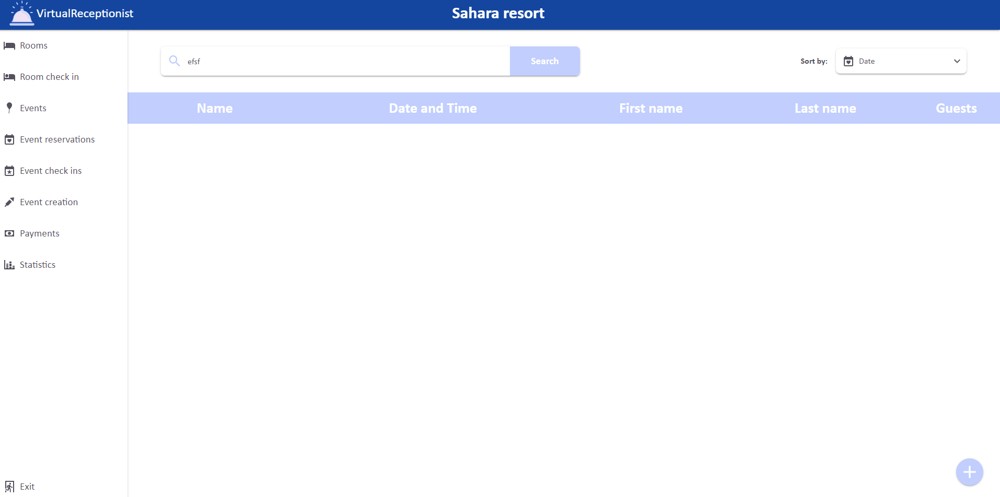 VirtualReceptionist
Sahara resort
Rooms
Room check in
Events
Event reservations
Event check ins
Event creation
Payments
Statistics
Exit
efsf
Search
Sort by:
Date
Name
Date and Time
First name
Last name
Guests